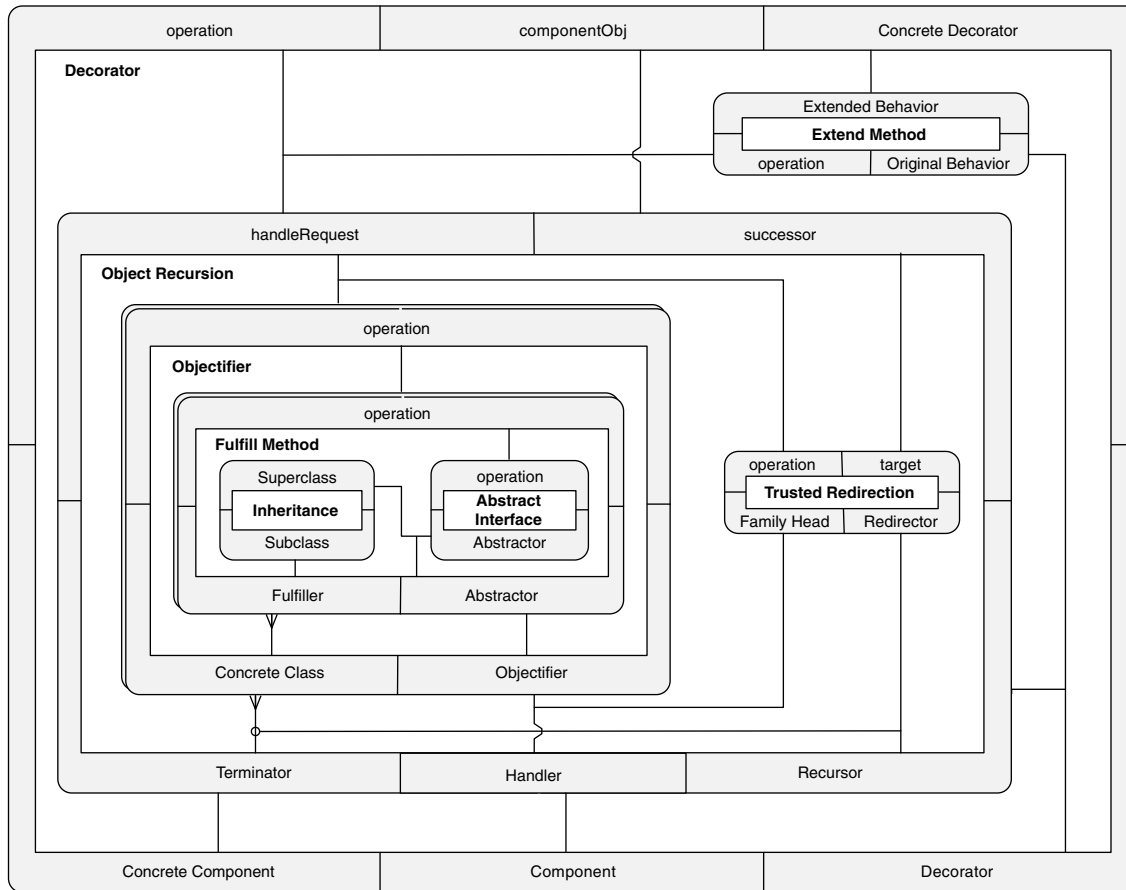 operation
componentObj
Concrete Decorator
Decorator
Extended Behavior
Extend Method
operation
Original Behavior
handleRequest
successor
Object Recursion
operation
Objectifier
operation
Fulfill Method
Superclass
Inheritance
Subclass
operation
Abstract
Interface
Abstractor
operation
target
Trusted Redirection
Family Head
Redirector
Fulfiller
Abstractor
Concrete Class
Objectifier
Terminator
Handler
Recursor
Concrete Component
Component
Decorator